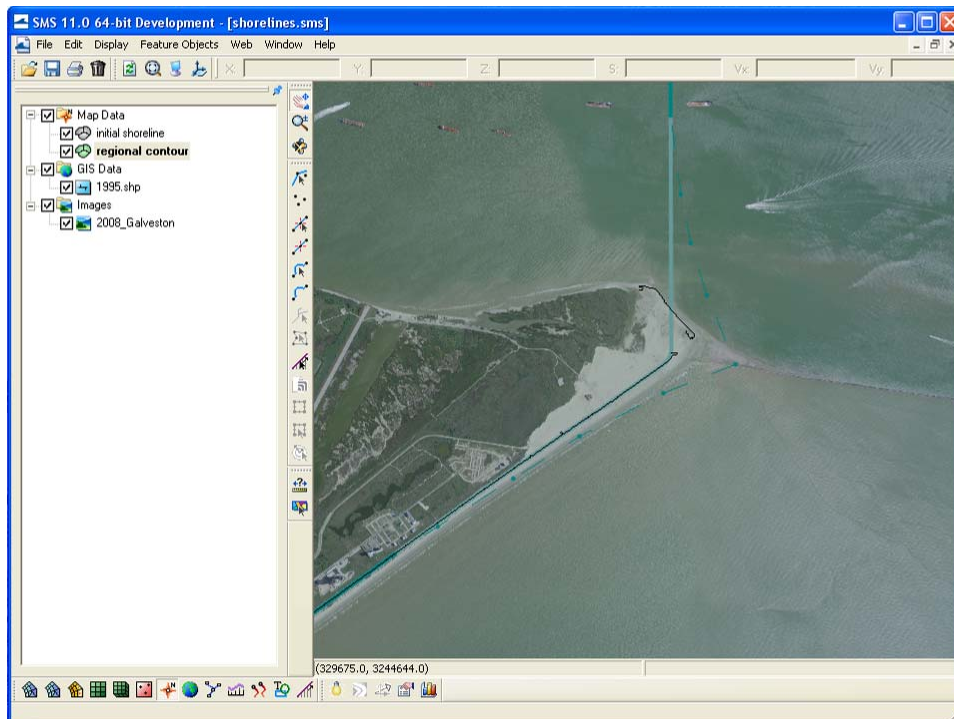 SMS 11.0 64-bit Development - [shorelines.sms]
File Edit Display Feature Objects Web Window Help
X: Y: Z: S: Vx: Vy:
Map Data
initial shoreline
regional contour
GIS Data
1995.shp
Images
2008_Galveston
(329675.0, 3244644.0)